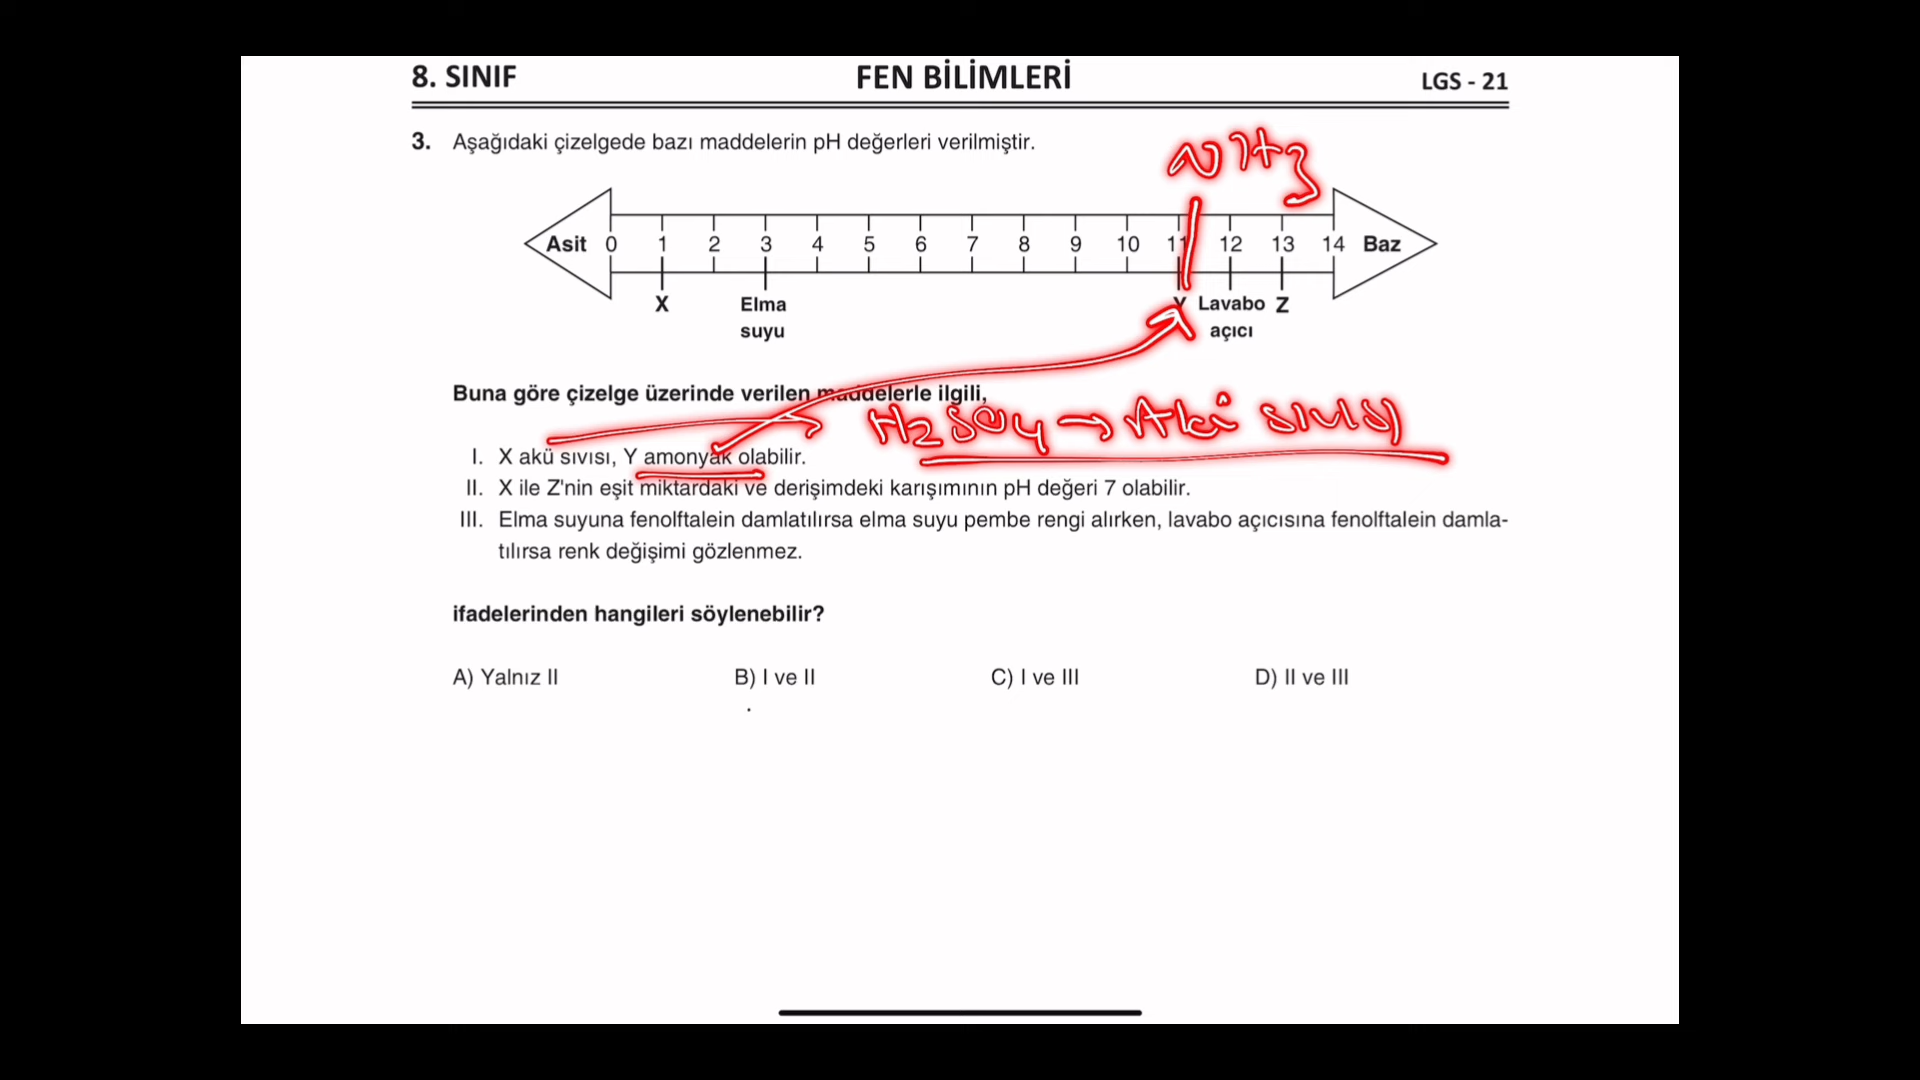 8. SINIF FEN BİLİMLERİ LGS - 21
3. Aşağıdaki çizelgede bazı maddelerin pH değerleri verilmiştir.
NH3
Asit 0 1 2 3 4 5 6 7 8 9 10 11 12 13 14 Baz
X Elma suyu Y Lavabo açıcı Z
Buna göre çizelge üzerinde verilen maddelerle ilgili,
H2SO4 → Akü sıvısı
I. X akü sıvısı, Y amonyak olabilir.
II. X ile Z'nin eşit miktardaki ve derişimdeki karışımının pH değeri 7 olabilir.
III. Elma suyuna fenolftalein damlatılırsa elma suyu pembe rengi alırken, lavabo açıcısına fenolftalein damla-
tılırsa renk değişimi gözlenmez.
ifadelerinden hangileri söylenebilir?
A) Yalnız II B) I ve II C) I ve III D) II ve III